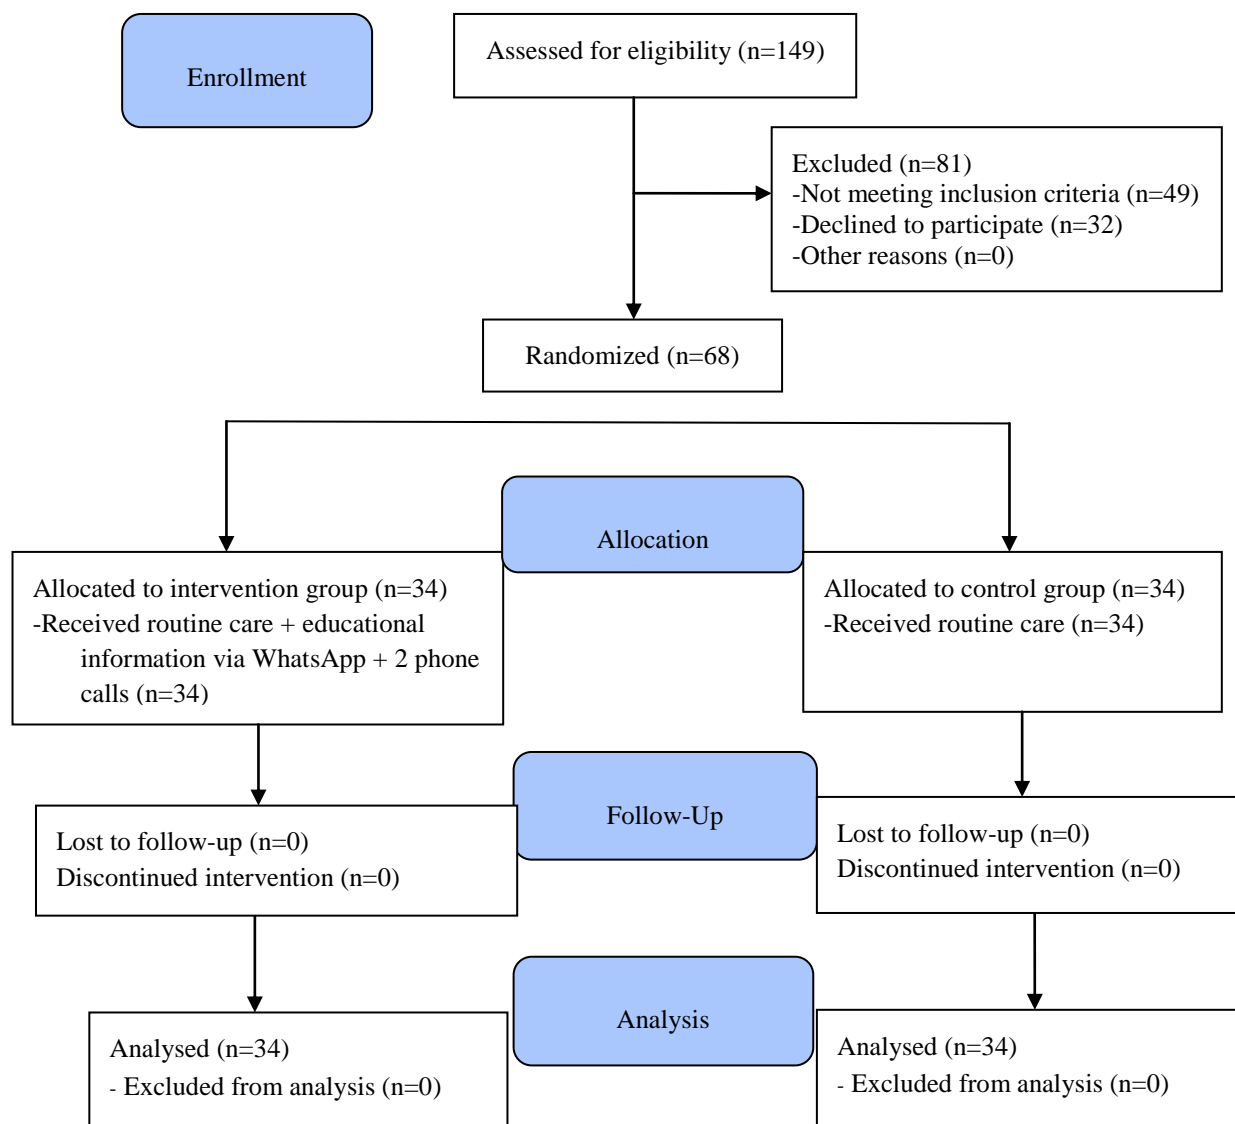 Enrollment
Assessed for eligibility (n=149)
Excluded (n=81)
-Not meeting inclusion criteria (n=49)
-Declined to participate (n=32)
-Other reasons (n=0)
Randomized (n=68)
Allocation
Allocated to intervention group (n=34)
-Received routine care + educational
information via WhatsApp + 2 phone
calls (n=34)
Allocated to control group (n=34)
-Received routine care (n=34)
Follow-Up
Lost to follow-up (n=0)
Discontinued intervention (n=0)
Lost to follow-up (n=0)
Discontinued intervention (n=0)
Analysis
Analysed (n=34)
- Excluded from analysis (n=0)
Analysed (n=34)
- Excluded from analysis (n=0)